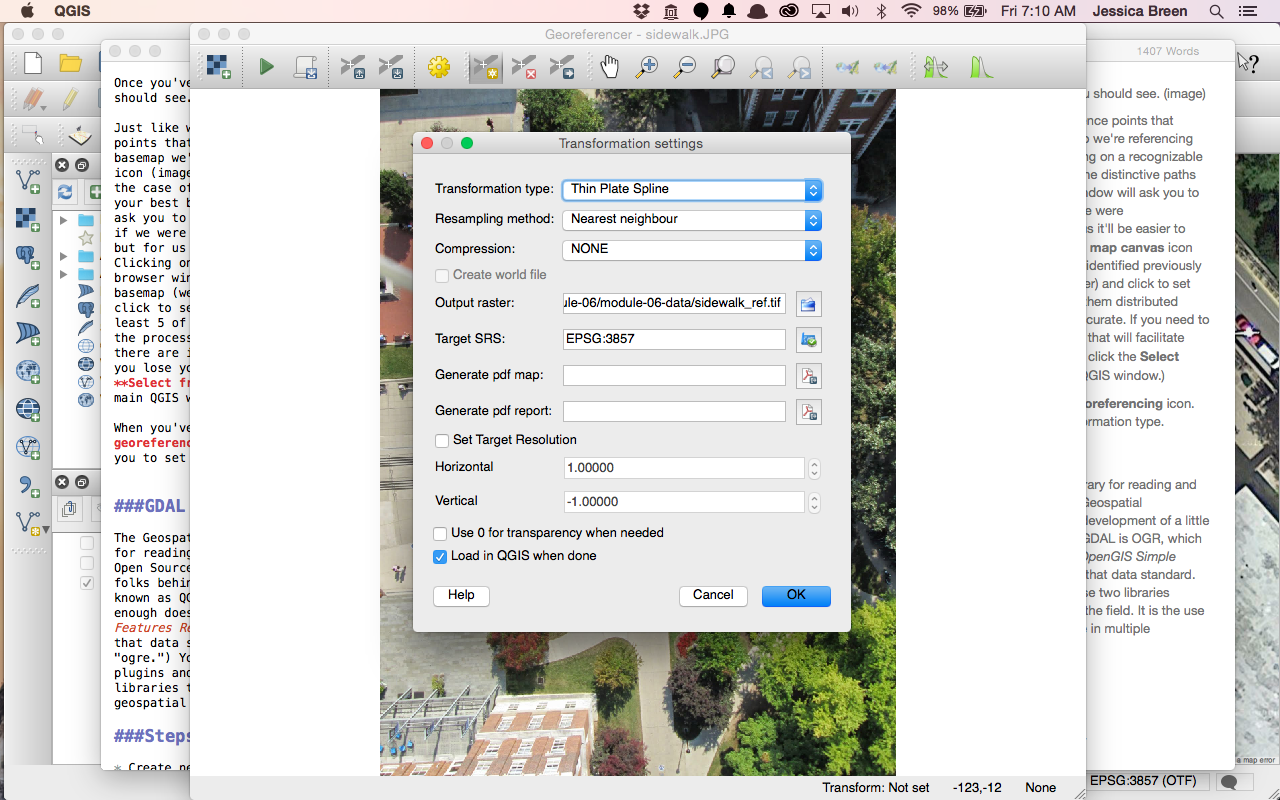 QGIS
98%
Fri 7:10 AM
Jessica Breen
Georeferencer - sidewalk.JPG
1407 Words
Once you'v
should see.
Just like w
points that
basemap we'
icon (image
the case of
your best b
ask you to
if we were
but for us
Clicking on
browser win
basemap (we
click to se
least 5 of
the process
there are i
you lose yo
**Select fr
main QGIS w
When you've
georeferenc
you to set
###GDAL
The Geospat
for reading
Open Source
folks behin
known as QG
enough does
Features Re
that data s
"ogre.") Yo
plugins and
libraries t
geospatial
###Steps
* Create ne
Transformation settings
Transformation type:
Thin Plate Spline
Resampling method:
Nearest neighbour
Compression:
NONE
Create world file
Output raster:
ule-06/module-06-data/sidewalk_ref.tif
Target SRS:
EPSG:3857
Generate pdf map:
Generate pdf report:
Set Target Resolution
Horizontal
1.00000
Vertical
-1.00000
Use 0 for transparency when needed
Load in QGIS when done
Help
Cancel
OK
u should see. (image)
ence points that
o we're referencing
ng on a recognizable
he distinctive paths
ndow will ask you to
e were
s it'll be easier to
map canvas icon
identified previously
er) and click to set
them distributed
curate. If you need to
that will facilitate
click the Select
QGIS window.)
oreferencing icon.
ormation type.
rary for reading and
Geospatial
development of a little
GDAL is OGR, which
OpenGIS Simple
that data standard.
se two libraries
the field. It is the use
e in multiple
a map error
Transform: Not set
-123,-12
None
EPSG:3857 (OTF)